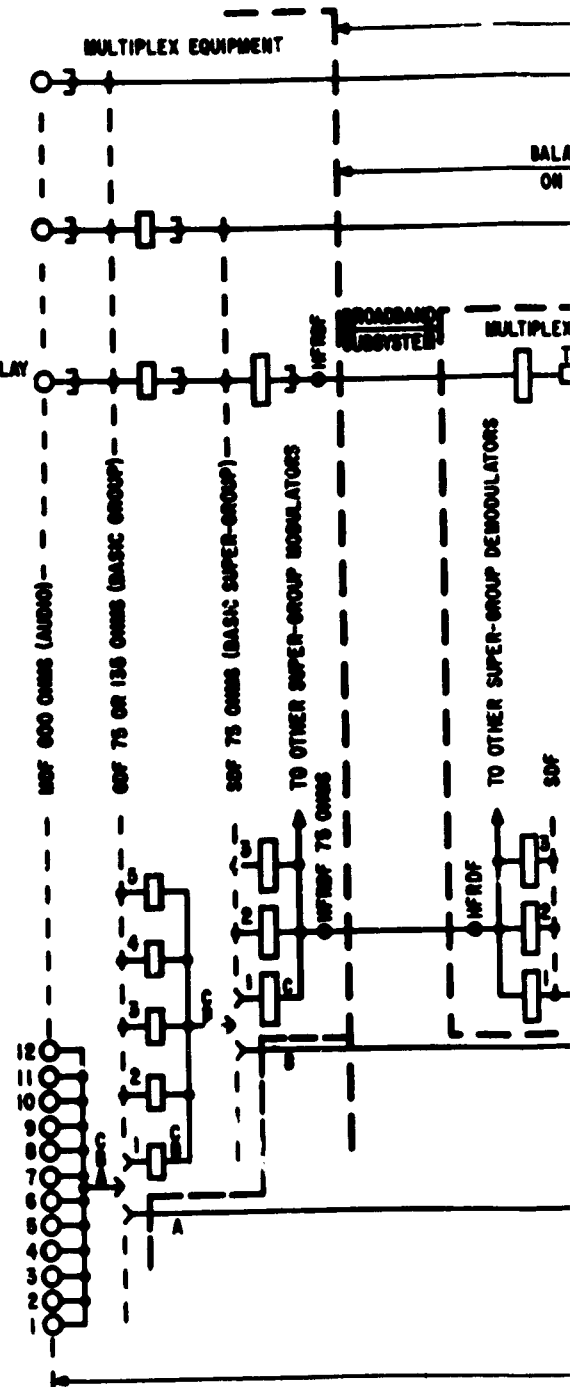 MULTIPLEX EQUIPMENT
BALA
ON
BROADBAND
SUBSYSTEM
HFRDF
MULTIPLEX
T
LAY
MDF 600 OHMS (AUDIO)
GDF 75 OR 135 OHMS (BASIC GROUP)
SDF 75 OHMS (BASIC SUPER-GROUP)
TO OTHER SUPER-GROUP MODULATORS
TO OTHER SUPER-GROUP DEMODULATORS
SDF
HFRDF 75 OHMS
HFRDF
3
2
1
C
3
2
1
5
4
3
2
1
C
B
C
B
B
12
11
10
9
8
7
6
5
4
3
2
1
C
B
A
A